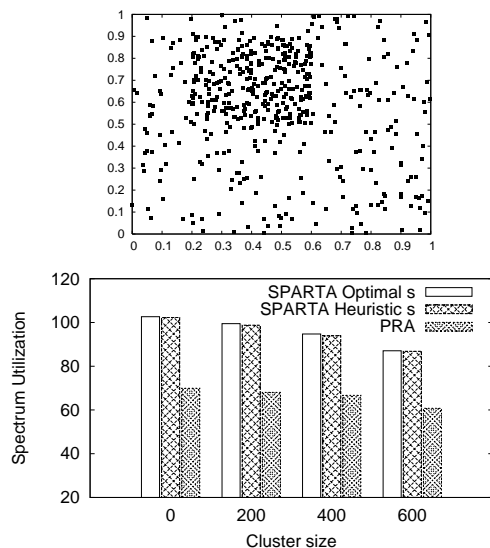 1
0.9
0.8
0.7
0.6
0.5
0.4
0.3
0.2
0.1
0
0 0.1 0.2 0.3 0.4 0.5 0.6 0.7 0.8 0.9 1
120
100
80
60
40
20
Spectrum Utilization
SPARTA Optimal s
SPARTA Heuristic s
PRA
0 200 400 600
Cluster size